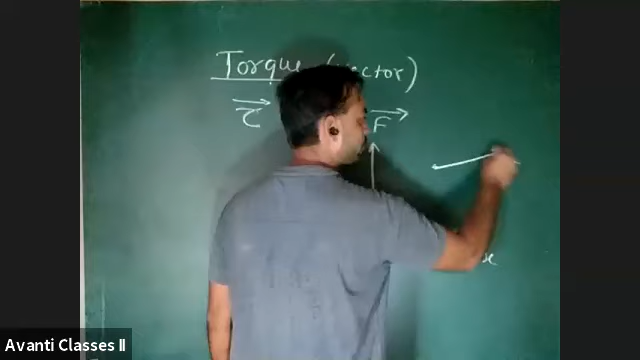 Torque (vector)
τ F
x
Avanti Classes II